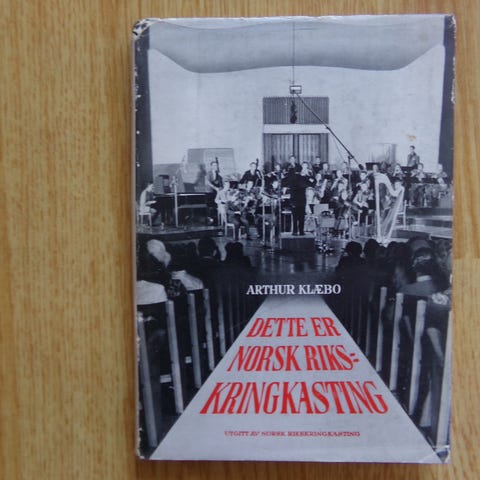 ARTHUR KLÆBO
DETTE ER
NORSK RIKS=
KRINGKASTING
UTGITT AV NORSK RIKSKRINGKASTING